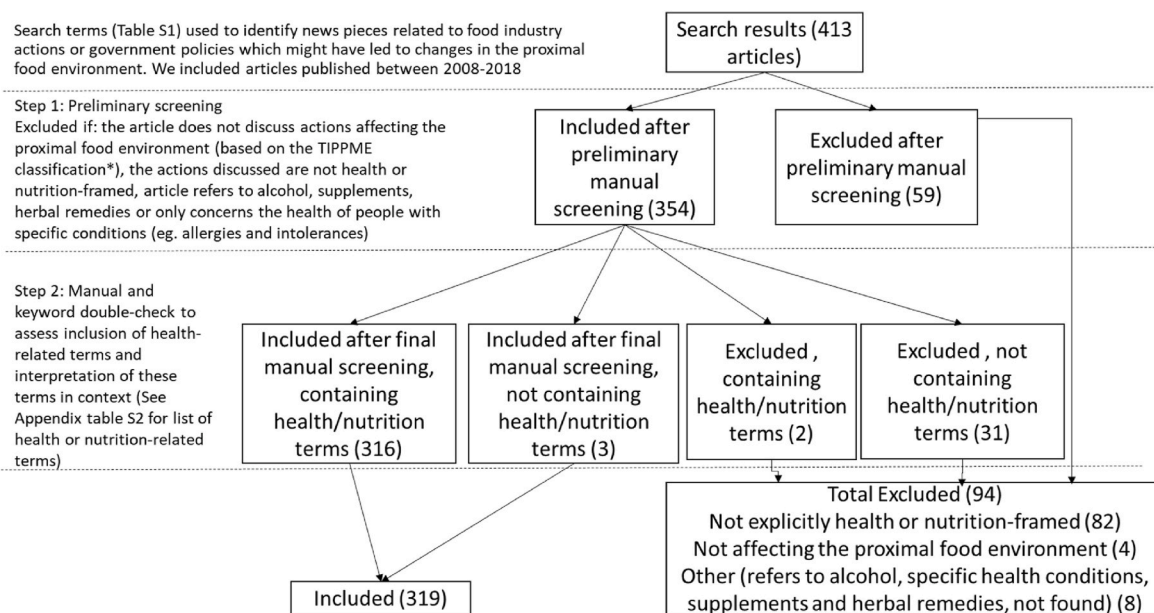 Search terms (Table S1) used to identify news pieces related to food industry
actions or government policies which might have led to changes in the proximal
food environment. We included articles published between 2008-2018
Search results (413
articles)
Step 1: Preliminary screening
Excluded if: the article does not discuss actions affecting the
proximal food environment (based on the TIPPME
classification*), the actions discussed are not health or
nutrition-framed, article refers to alcohol, supplements,
herbal remedies or only concerns the health of people with
specific conditions (eg. allergies and intolerances)
Included after
preliminary
manual
screening (354)
Excluded after
preliminary manual
screening (59)
Step 2: Manual and
keyword double-check to
assess inclusion of health-
related terms and
interpretation of these
terms in context (See
Appendix table S2 for list of
health or nutrition-related
terms)
Included after final
manual screening,
containing
health/nutrition
terms (316)
Included after final
manual screening,
not containing
health/nutrition
terms (3)
Excluded , 
containing
health/nutrition
terms (2)
Excluded , not
containing
health/nutrition
terms (31)
Total Excluded (94)
Not explicitly health or nutrition-framed (82)
Not affecting the proximal food environment (4)
Other (refers to alcohol, specific health conditions,
supplements and herbal remedies, not found) (8)
Included (319)